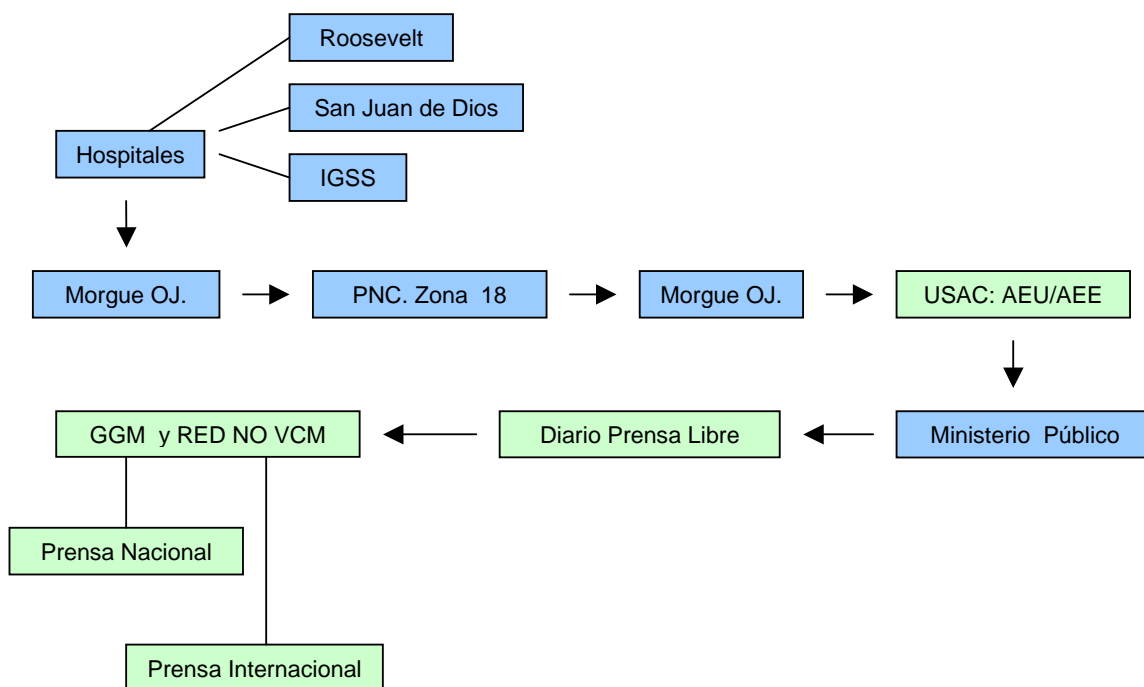 Roosevelt
San Juan de Dios
Hospitales
IGSS
Morgue OJ.
PNC. Zona 18
Morgue OJ.
USAC: AEU/AEE
Ministerio Público
Diario Prensa Libre
GGM y RED NO VCM
Prensa Nacional
Prensa Internacional